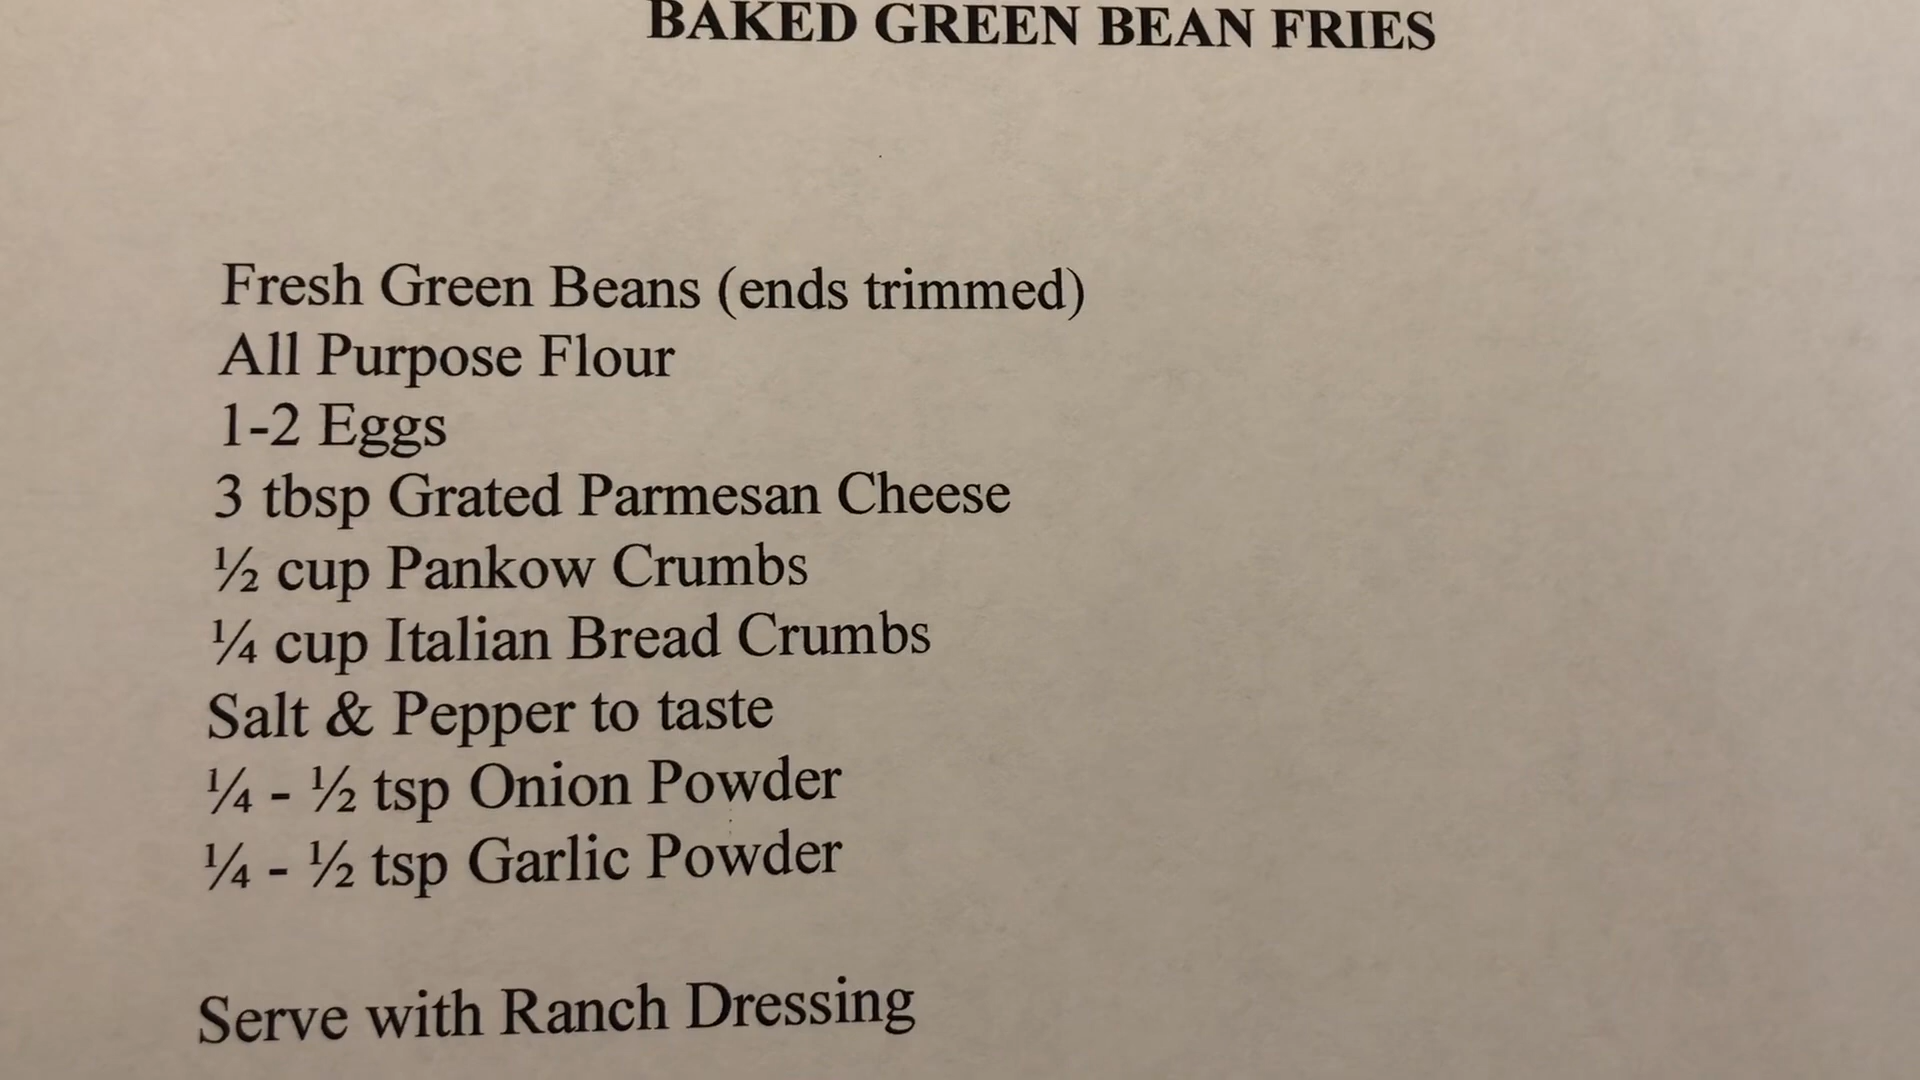 BAKED GREEN BEAN FRIES
Fresh Green Beans (ends trimmed)
All Purpose Flour
1-2 Eggs
3 tbsp Grated Parmesan Cheese
½ cup Pankow Crumbs
¼ cup Italian Bread Crumbs
Salt & Pepper to taste
¼ - ½ tsp Onion Powder
¼ - ½ tsp Garlic Powder
Serve with Ranch Dressing